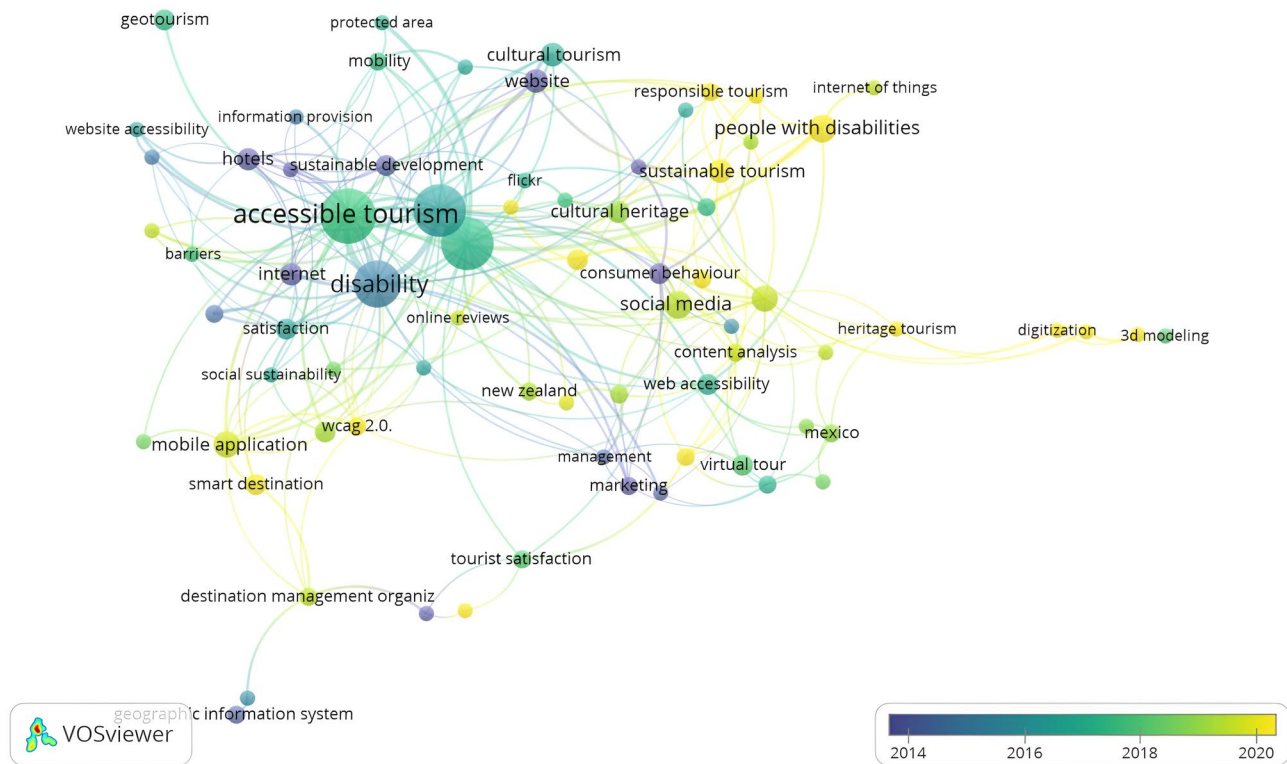 geotourism
protected area
mobility
cultural tourism
website
responsible tourism
internet of things
information provision
website accessibility
people with disabilities
hotels
sustainable development
sustainable tourism
flickr
accessible tourism
cultural heritage
barriers
internet
disability
consumer behaviour
social media
online reviews
satisfaction
heritage tourism
digitization
3d modeling
content analysis
social sustainability
new zealand
web accessibility
wcag 2.0.
mobile application
mexico
management
virtual tour
smart destination
marketing
tourist satisfaction
destination management organiz
geographic information system
VOSviewer
2014
2016
2018
2020